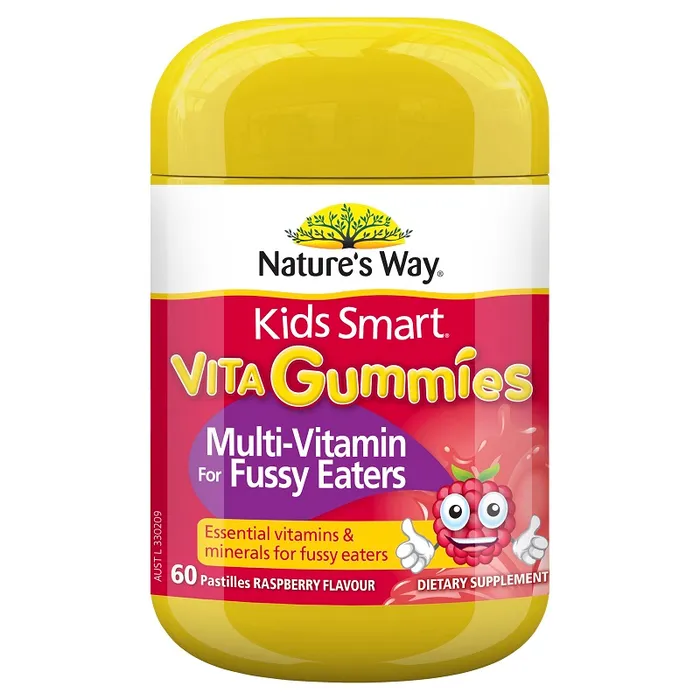 Nature's Way®
Kids Smart®
VITA GUMMIES
Multi-Vitamin
For Fussy Eaters
Essential vitamins &
minerals for fussy eaters
60 Pastilles RASPBERRY FLAVOUR
DIETARY SUPPLEMENT
AUST L 330209